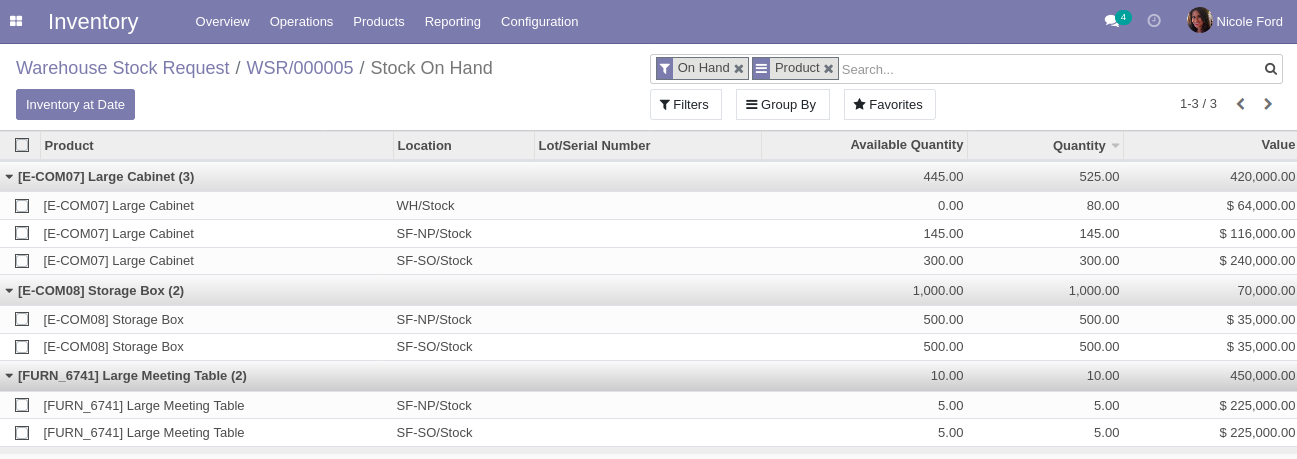 Inventory Overview Operations Products Reporting Configuration 4 Nicole Ford
Warehouse Stock Request / WSR/000005 / Stock On Hand On Hand Product Search...
Inventory at Date Filters Group By Favorites 1-3 / 3
Product Location Lot/Serial Number Available Quantity Quantity Value
[E-COM07] Large Cabinet (3) 445.00 525.00 420,000.00
[E-COM07] Large Cabinet WH/Stock 0.00 80.00 $ 64,000.00
[E-COM07] Large Cabinet SF-NP/Stock 145.00 145.00 $ 116,000.00
[E-COM07] Large Cabinet SF-SO/Stock 300.00 300.00 $ 240,000.00
[E-COM08] Storage Box (2) 1,000.00 1,000.00 70,000.00
[E-COM08] Storage Box SF-NP/Stock 500.00 500.00 $ 35,000.00
[E-COM08] Storage Box SF-SO/Stock 500.00 500.00 $ 35,000.00
[FURN_6741] Large Meeting Table (2) 10.00 10.00 450,000.00
[FURN_6741] Large Meeting Table SF-NP/Stock 5.00 5.00 $ 225,000.00
[FURN_6741] Large Meeting Table SF-SO/Stock 5.00 5.00 $ 225,000.00